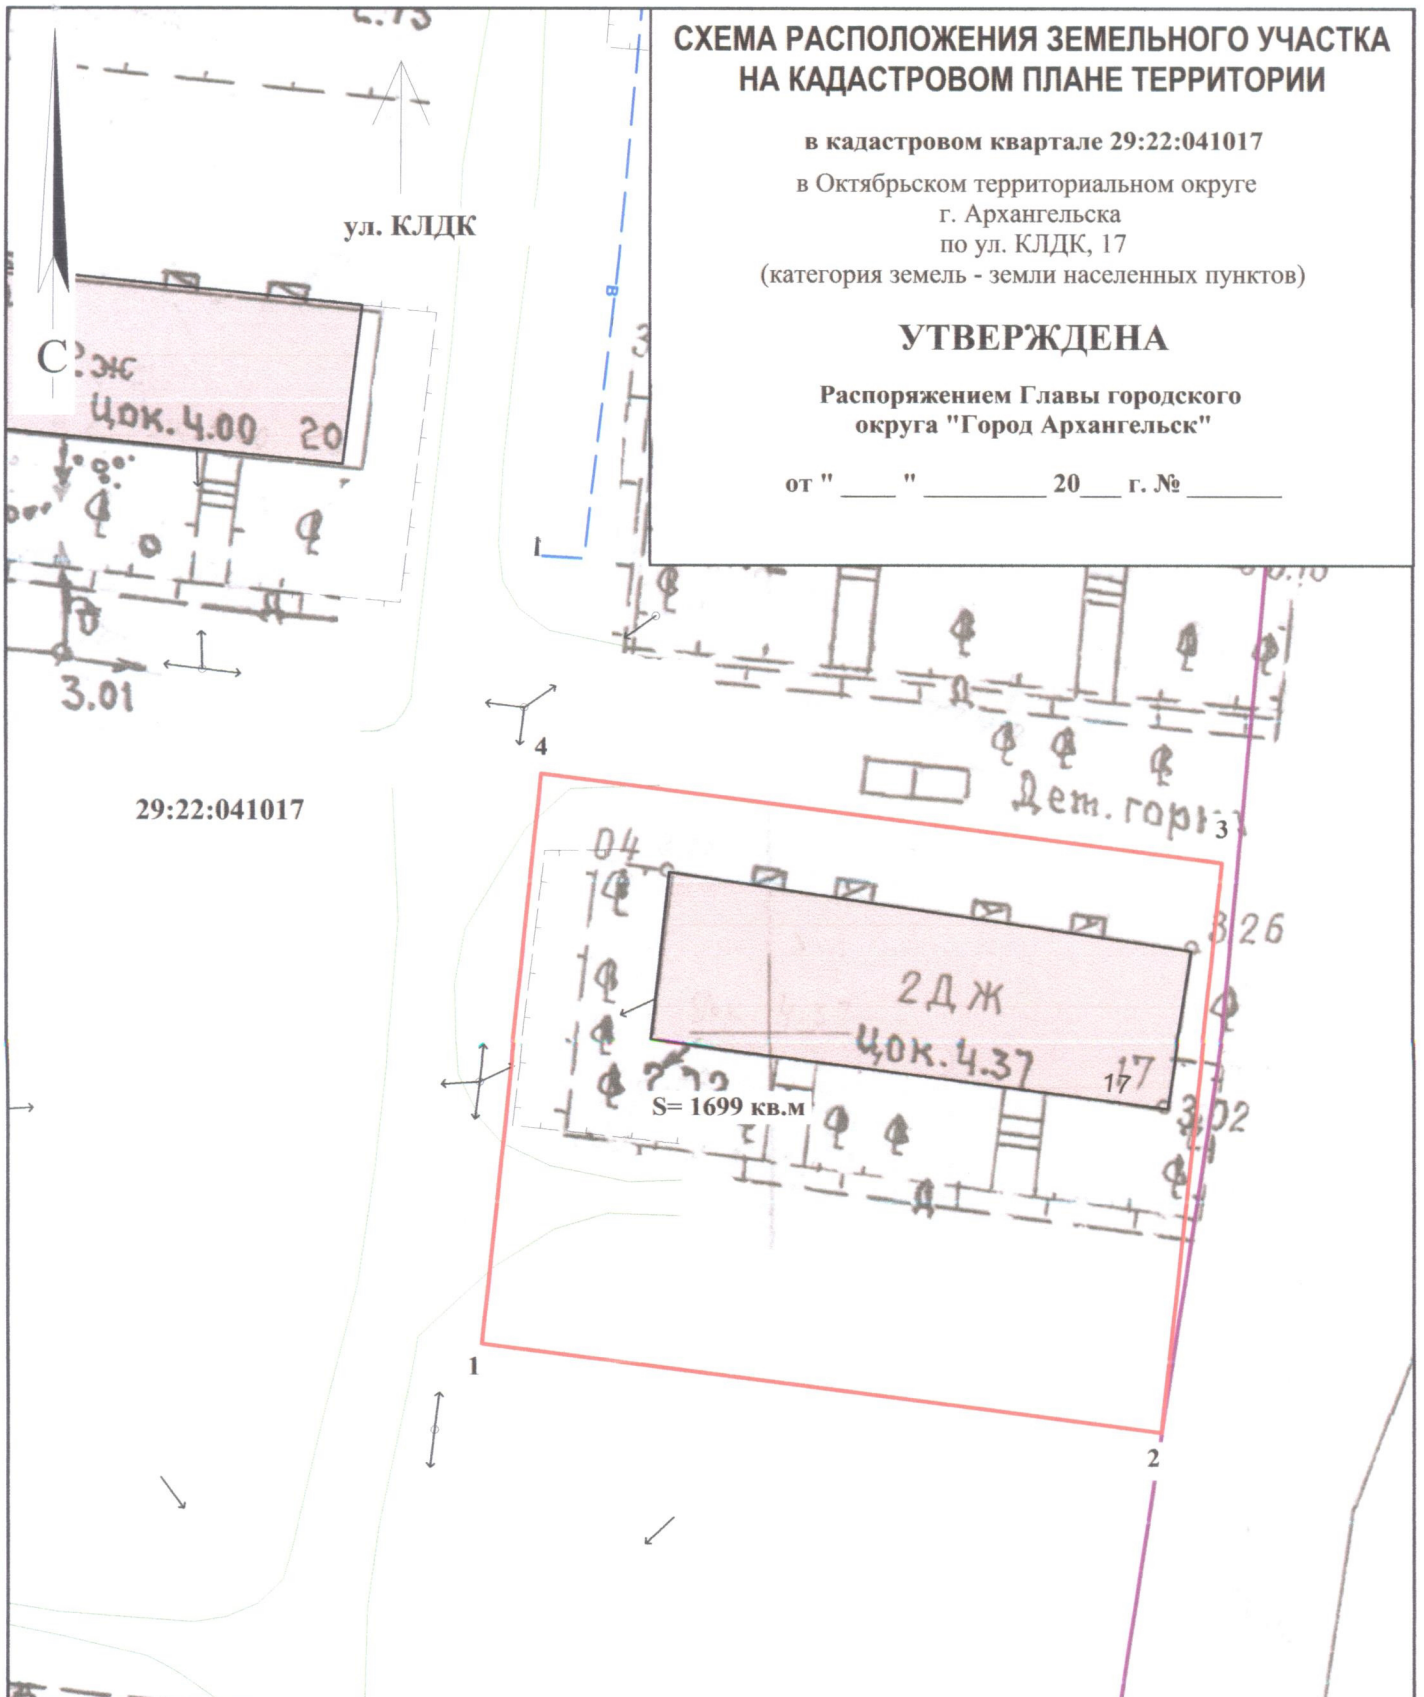 СХЕМА РАСПОЛОЖЕНИЯ ЗЕМЕЛЬНОГО УЧАСТКА
НА КАДАСТРОВОМ ПЛАНЕ ТЕРРИТОРИИ
в кадастровом квартале 29:22:041017
в Октябрьском территориальном округе
г. Архангельска
по ул. КЛДК, 17
(категория земель - земли населенных пунктов)
УТВЕРЖДЕНА
Распоряжением Главы городского
округа "Город Архангельск"
от " ____ " _________ 20___ г. № _______
ул. КЛДК
С
2ж
Цок. 4.00 20
в
1
Д
3.01
Д
4
29:22:041017
Дет.
3
04
3 26
2ДЖ
Цок. 4.37
17
17
S= 1699 кв.м
3,02
Д
1
2